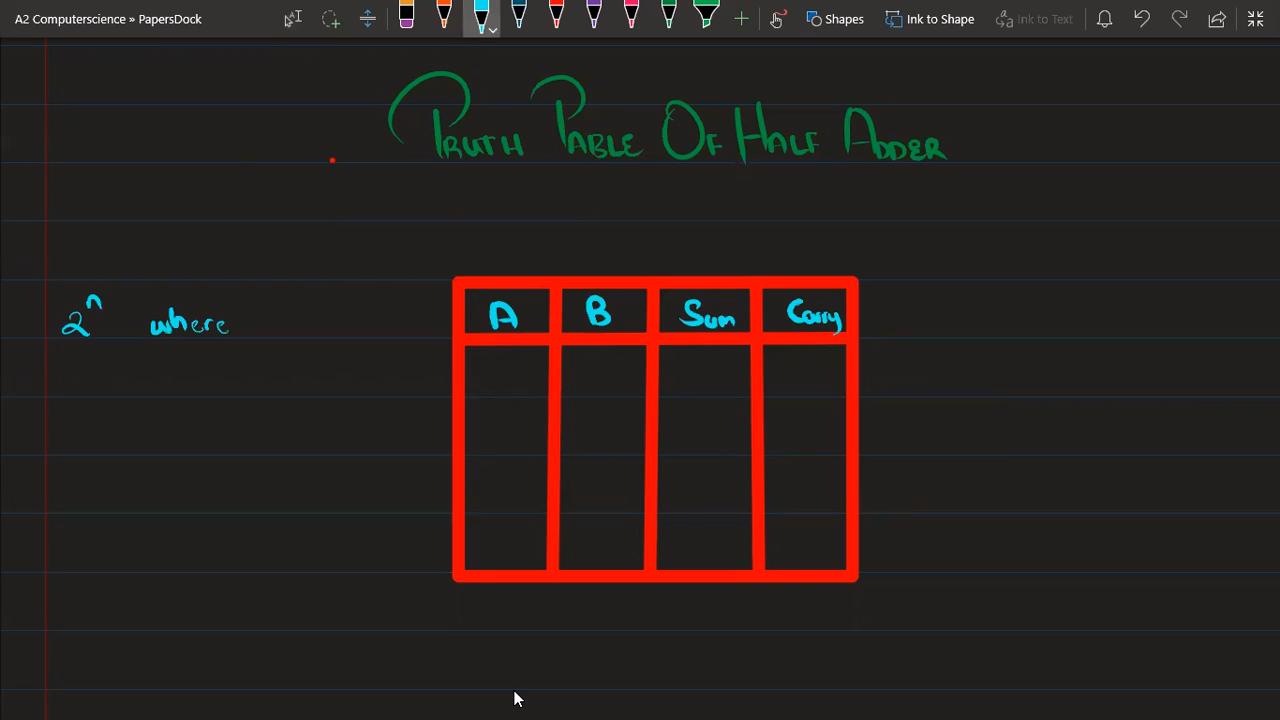 A2 Computerscience » PapersDock
Shapes
Ink to Shape
Ink to Text
TRUTH TABLE OF HALF ADDER
A B Sum Carry
2^n where